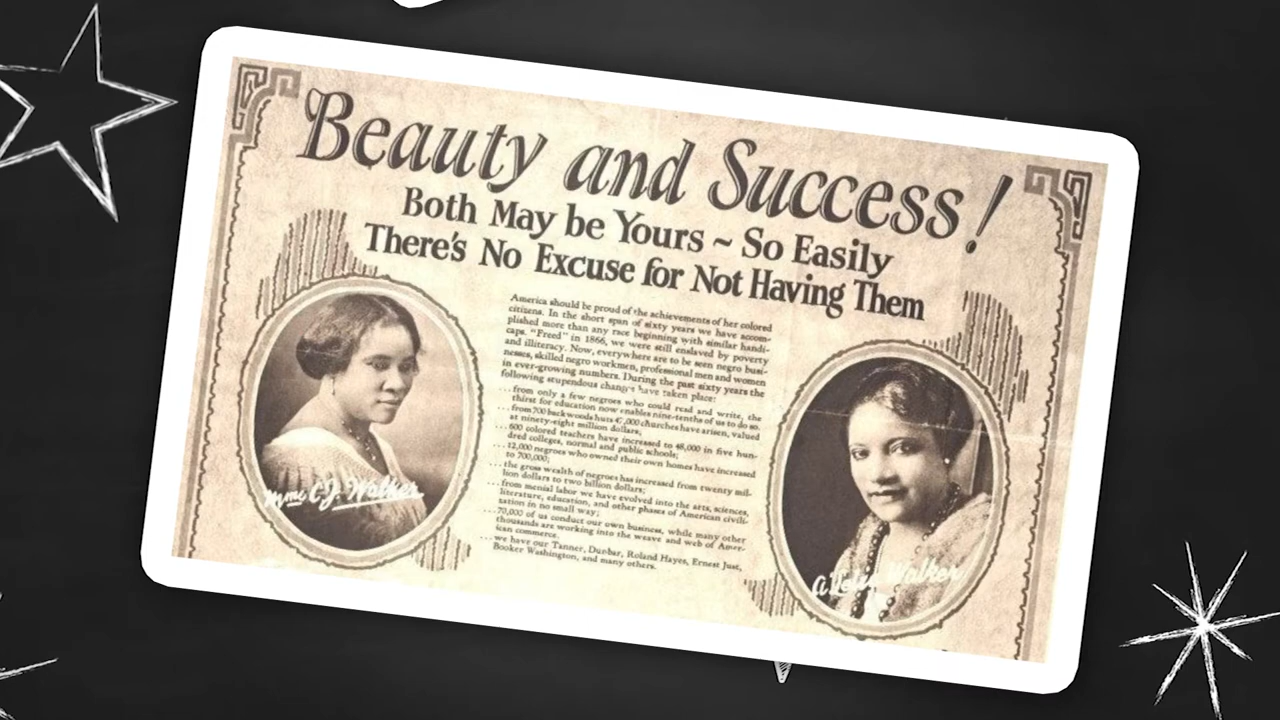 Beauty and Success!
Both May be Yours ~ So Easily
There's No Excuse for Not Having Them
America should be proud of the achievements of her colored
citizens. In the short span of sixty years we have accom-
plished more than any race beginning with similar handi-
caps. "Freed" in 1866, we were still enslaved by poverty
and illiteracy. Now, everywhere are to be seen negro busi-
nesses, skilled negro workmen, professional men and women
in ever-growing numbers. During the past sixty years the
following stupendous changes have taken place:
...from only a few negroes who could read and write, the
thirst for education now enables nine-tenths of us to do so.
...from 700 backwoods huts 47,000 churches have arisen, valued
at ninety-eight million dollars;
...600 colored teachers have increased to 48,000 in five hun-
dred colleges, normal and public schools;
...12,000 negroes who owned their own homes have increased
to 700,000;
...the gross wealth of negroes has increased from twenty mil-
lion dollars to two billion dollars;
...from menial labor we have evolved into the arts, sciences,
literature, education, and other phases of American civili-
zation in no small way;
...70,000 of us conduct our own business, while many other
thousands are working into the weave and web of Amer-
ican commerce.
...we have our Tanner, Dunbar, Roland Hayes, Ernest Just,
Booker Washington, and many others.
Mme C.J. Walker
A Lelia Walker